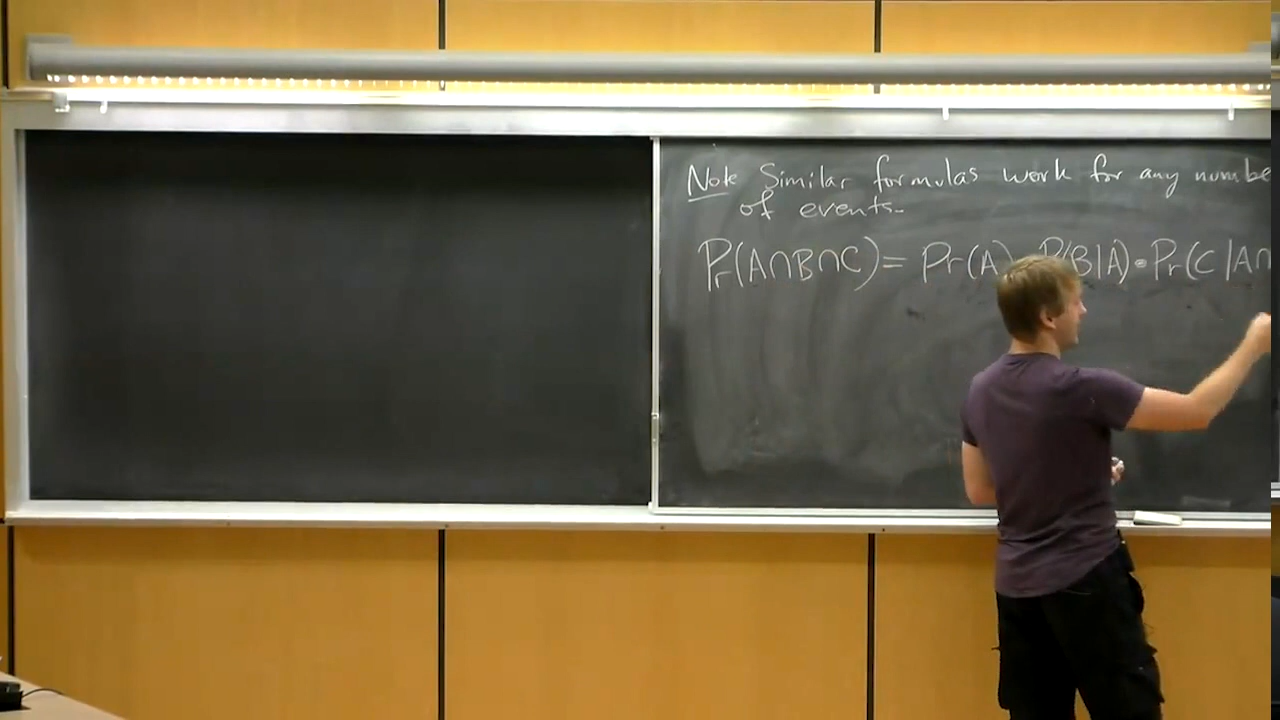 Note Similar formulas work for any numbe
of events.
Pr(A∩B∩C) = Pr(A) P(B|A) • Pr(C|A∩